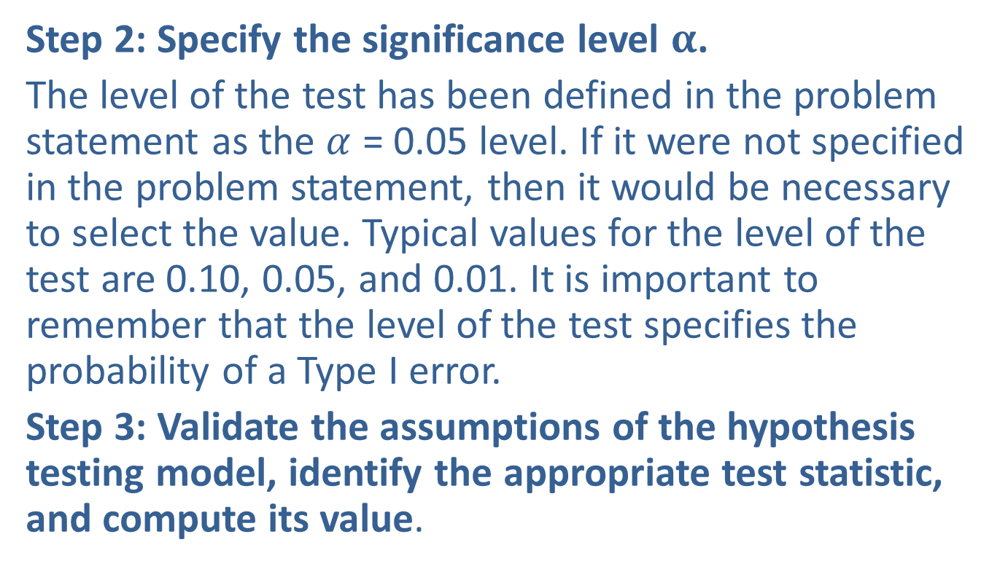 Step 2: Specify the significance level α.
The level of the test has been defined in the problem
statement as the 𝛼 = 0.05 level. If it were not specified
in the problem statement, then it would be necessary
to select the value. Typical values for the level of the
test are 0.10, 0.05, and 0.01. It is important to
remember that the level of the test specifies the
probability of a Type I error.
Step 3: Validate the assumptions of the hypothesis
testing model, identify the appropriate test statistic,
and compute its value.